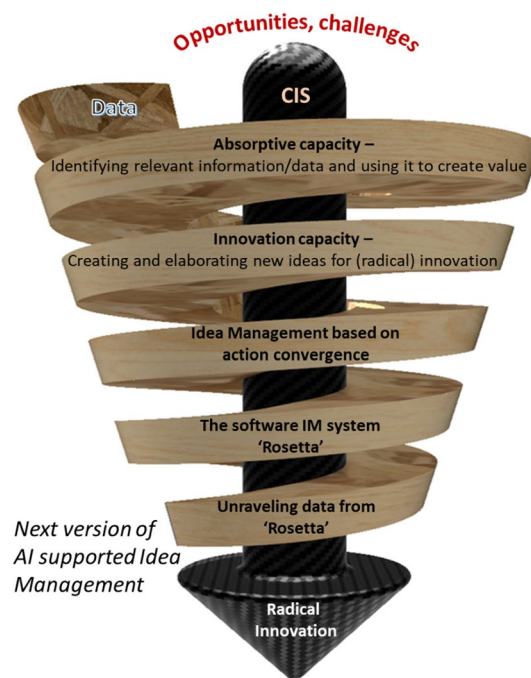 Opportunities, challenges
CIS
Data
Absorptive capacity –
Identifying relevant information/data and using it to create value
Innovation capacity –
Creating and elaborating new ideas for (radical) innovation
Idea Management based on
action convergence
The software IM system
‘Rosetta’
Unraveling data from
‘Rosetta’
Next version of
AI supported Idea
Management
Radical
Innovation